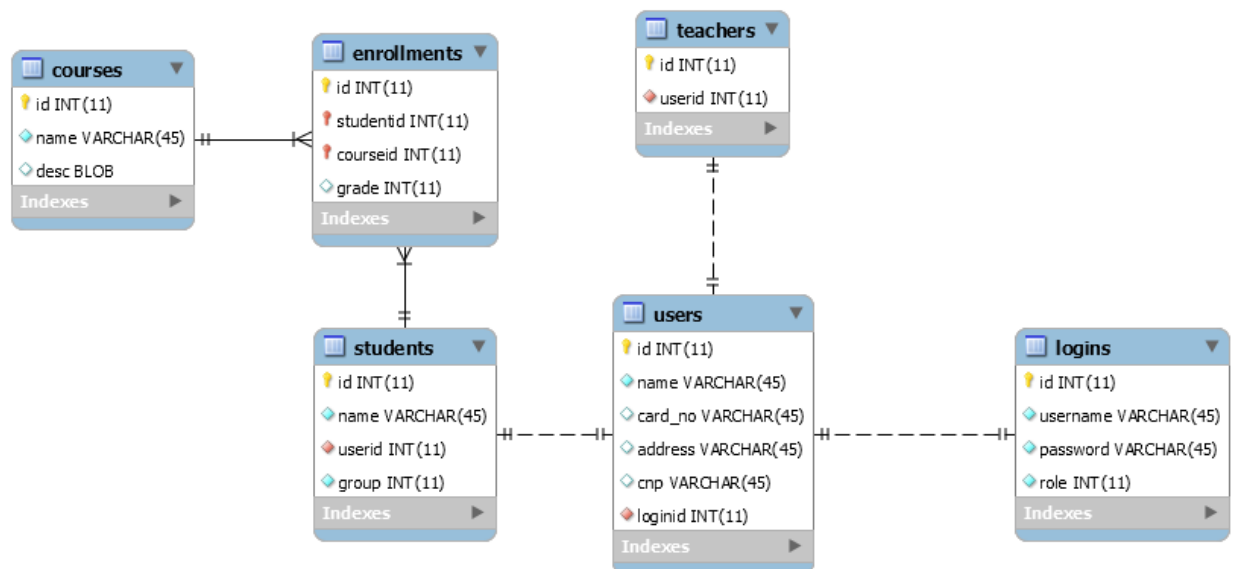 courses
id INT(11)
name VARCHAR(45)
desc BLOB
Indexes
enrollments
id INT(11)
studentid INT(11)
courseid INT(11)
grade INT(11)
Indexes
teachers
id INT(11)
userid INT(11)
Indexes
students
id INT(11)
name VARCHAR(45)
userid INT(11)
group INT(11)
Indexes
users
id INT(11)
name VARCHAR(45)
card_no VARCHAR(45)
address VARCHAR(45)
cnp VARCHAR(45)
loginid INT(11)
Indexes
logins
id INT(11)
username VARCHAR(45)
password VARCHAR(45)
role INT(11)
Indexes